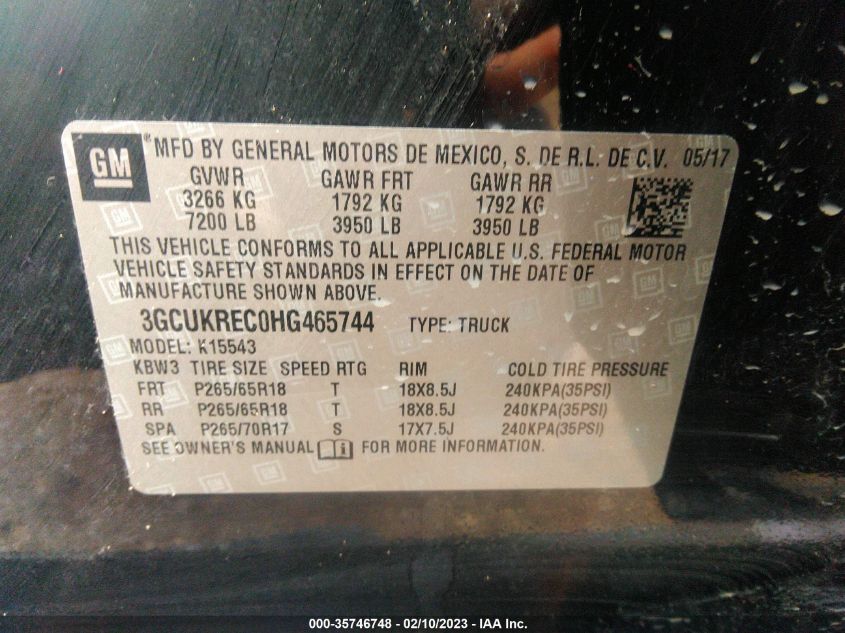 GM ® MFD BY GENERAL MOTORS DE MEXICO, S. DE R.L. DE C.V. 05/17
GVWR GAWR FRT GAWR RR
3266 KG 1792 KG 1792 KG
7200 LB 3950 LB 3950 LB
THIS VEHICLE CONFORMS TO ALL APPLICABLE U.S. FEDERAL MOTOR
VEHICLE SAFETY STANDARDS IN EFFECT ON THE DATE OF
MANUFACTURE SHOWN ABOVE.
3GCUKREC0HG465744 TYPE: TRUCK
MODEL: K15543
KBW3 TIRE SIZE SPEED RTG RIM COLD TIRE PRESSURE
FRT P265/65R18 T 18X8.5J 240KPA(35PSI)
RR P265/65R18 T 18X8.5J 240KPA(35PSI)
SPA P265/70R17 S 17X7.5J 240KPA(35PSI)
SEE OWNER'S MANUAL FOR MORE INFORMATION.
000-35746748 - 02/10/2023 - IAA Inc.